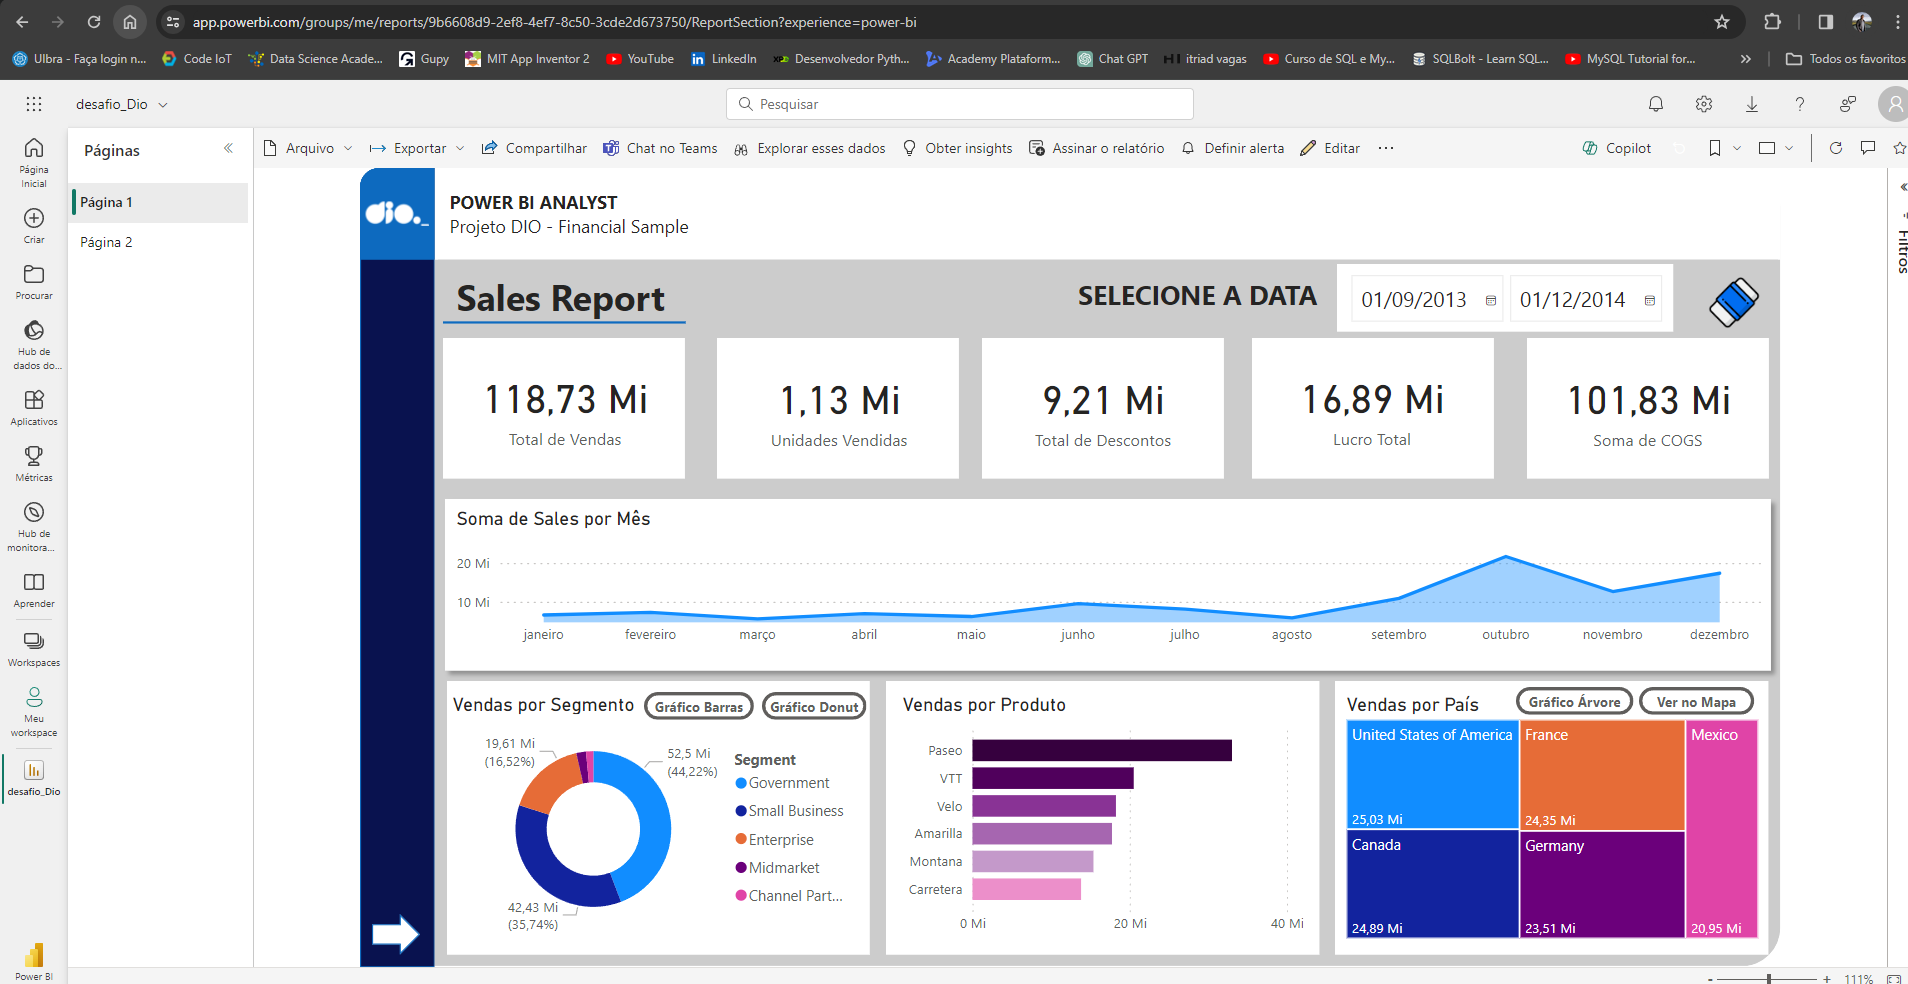 app.powerbi.com/groups/me/reports/9b6608d9-2ef8-4ef7-8c50-3cde2d673750/ReportSection?experience=power-bi
Ulbra - Faça login n... Code IoT Data Science Acade... Gupy MIT App Inventor 2 YouTube LinkedIn Desenvolvedor Pyth... Academy Plataform... Chat GPT itriad vagas Curso de SQL e My... SQLBolt - Learn SQL... MySQL Tutorial for... Todos os favoritos
desafio_Dio
Pesquisar
Página Inicial
Criar
Procurar
Hub de dados do...
Aplicativos
Métricas
Hub de monitora...
Aprender
Workspaces
Meu workspace
desafio_Dio
Power BI
Páginas
Página 1
Página 2
Arquivo Exportar Compartilhar Chat no Teams Explorar esses dados Obter insights Assinar o relatório Definir alerta Editar ... Copilot
Filtros
dio._
POWER BI ANALYST
Projeto DIO - Financial Sample
Sales Report
SELECIONE A DATA
01/09/2013 01/12/2014
118,73 Mi
Total de Vendas
1,13 Mi
Unidades Vendidas
9,21 Mi
Total de Descontos
16,89 Mi
Lucro Total
101,83 Mi
Soma de COGS
Soma de Sales por Mês
20 Mi
10 Mi
janeiro fevereiro março abril maio junho julho agosto setembro outubro novembro dezembro
Vendas por Segmento
Gráfico Barras
Gráfico Donut
19,61 Mi
(16,52%)
52,5 Mi
(44,22%)
42,43 Mi
(35,74%)
Segment
Government
Small Business
Enterprise
Midmarket
Channel Part...
Vendas por Produto
Paseo
VTT
Velo
Amarilla
Montana
Carretera
0 Mi 20 Mi 40 Mi
Vendas por País
Gráfico Árvore
Ver no Mapa
United States of America
25,03 Mi
France
24,35 Mi
Mexico
20,95 Mi
Canada
24,89 Mi
Germany
23,51 Mi
- + 111%